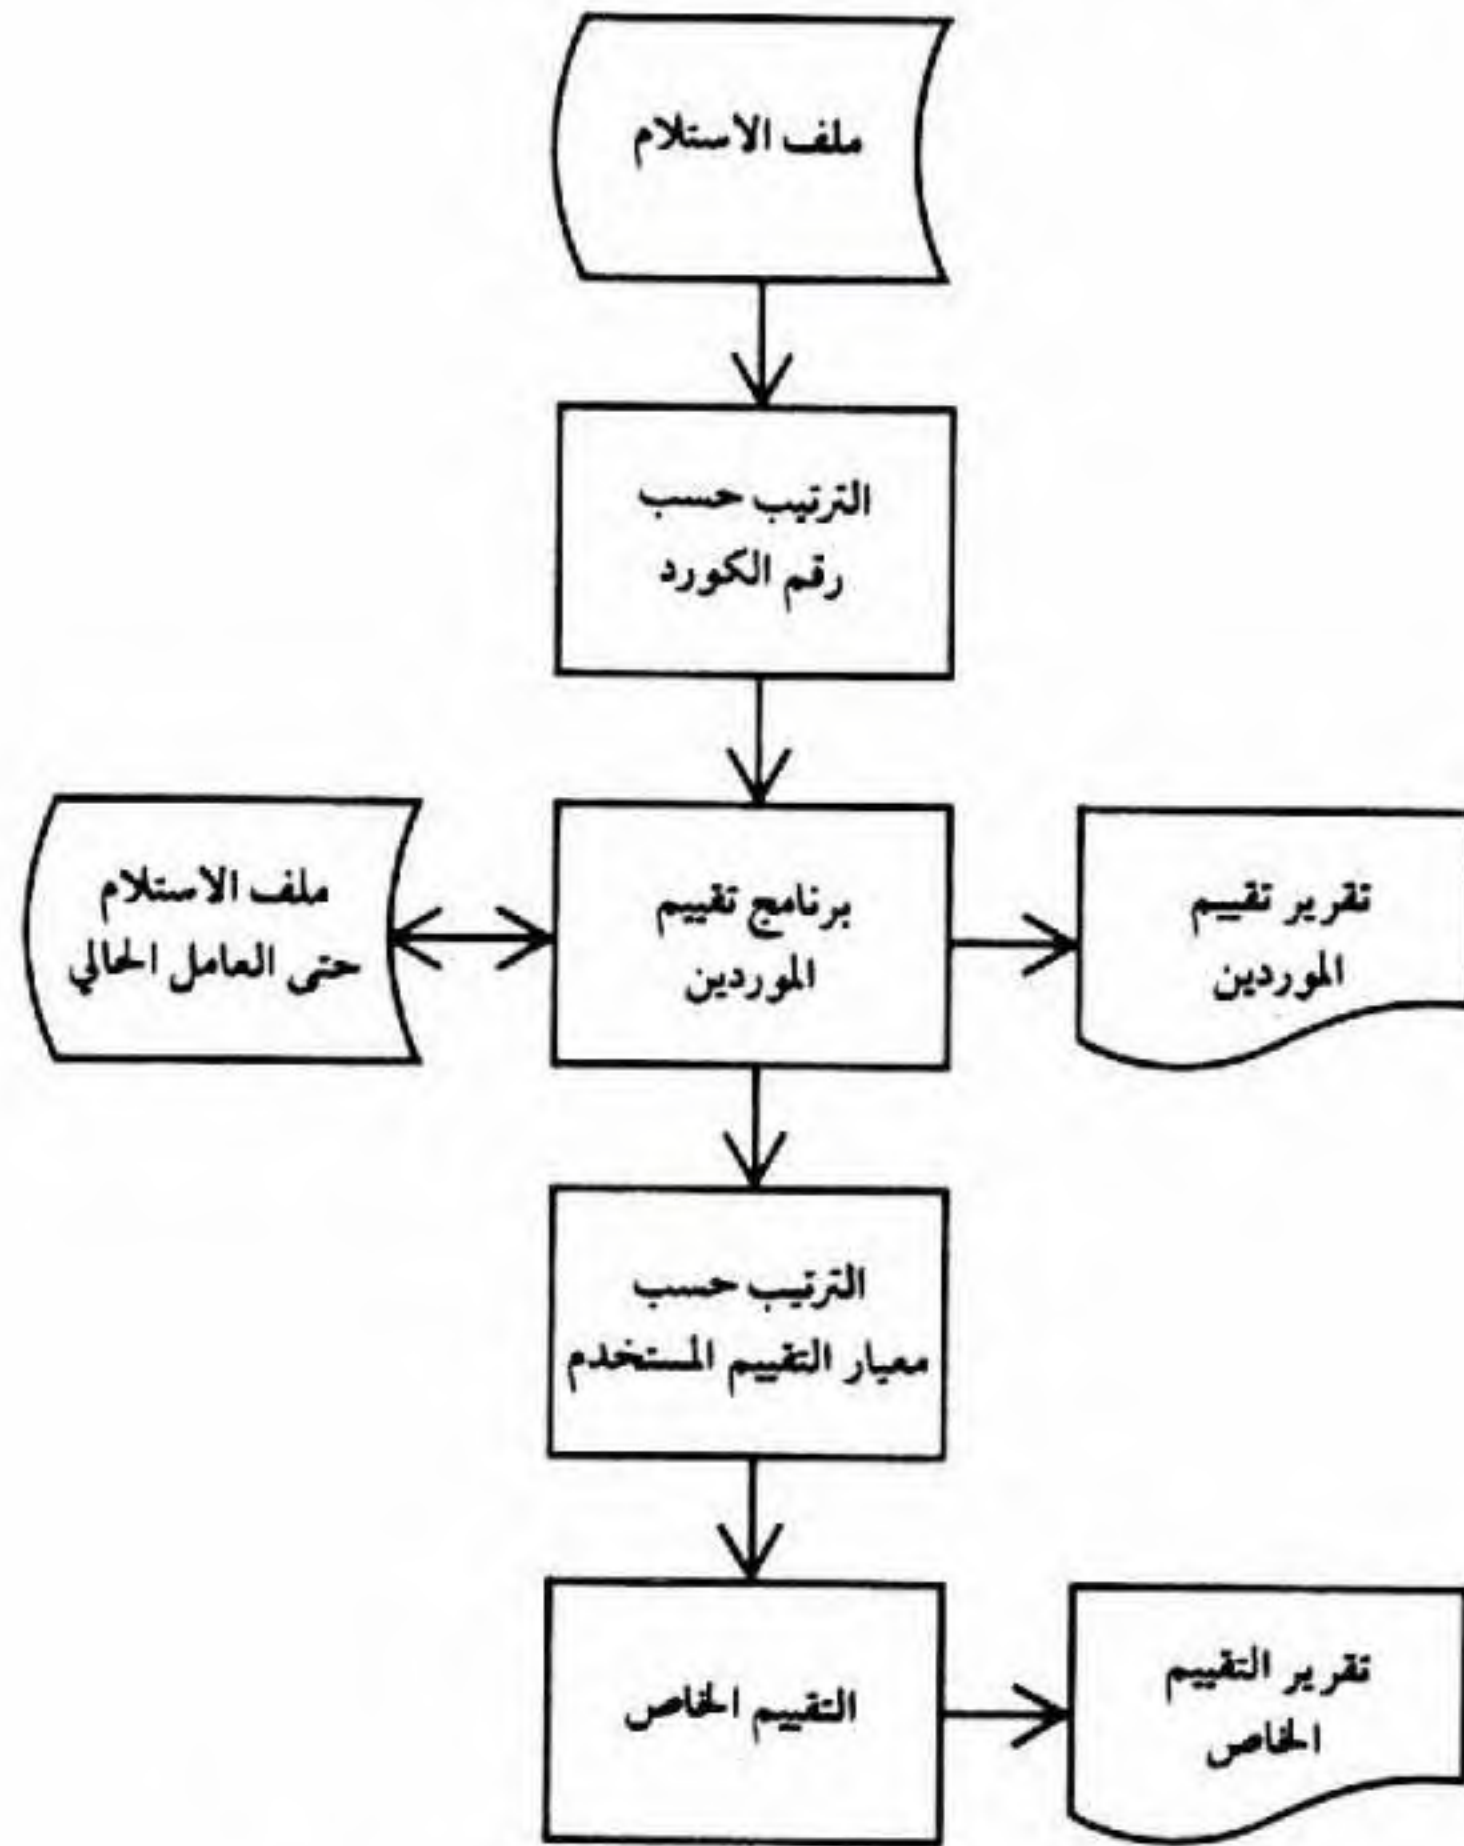 ملف الاستلام
الترتيب حسب
رقم الكورد
ملف الاستلام
حتى العامل الحالي
برنامج تقييم
الموردين
تقرير تقييم
الموردين
الترتيب حسب
معيار التقييم المستخدم
التقييم الخاص
تقرير التقييم
الخاص